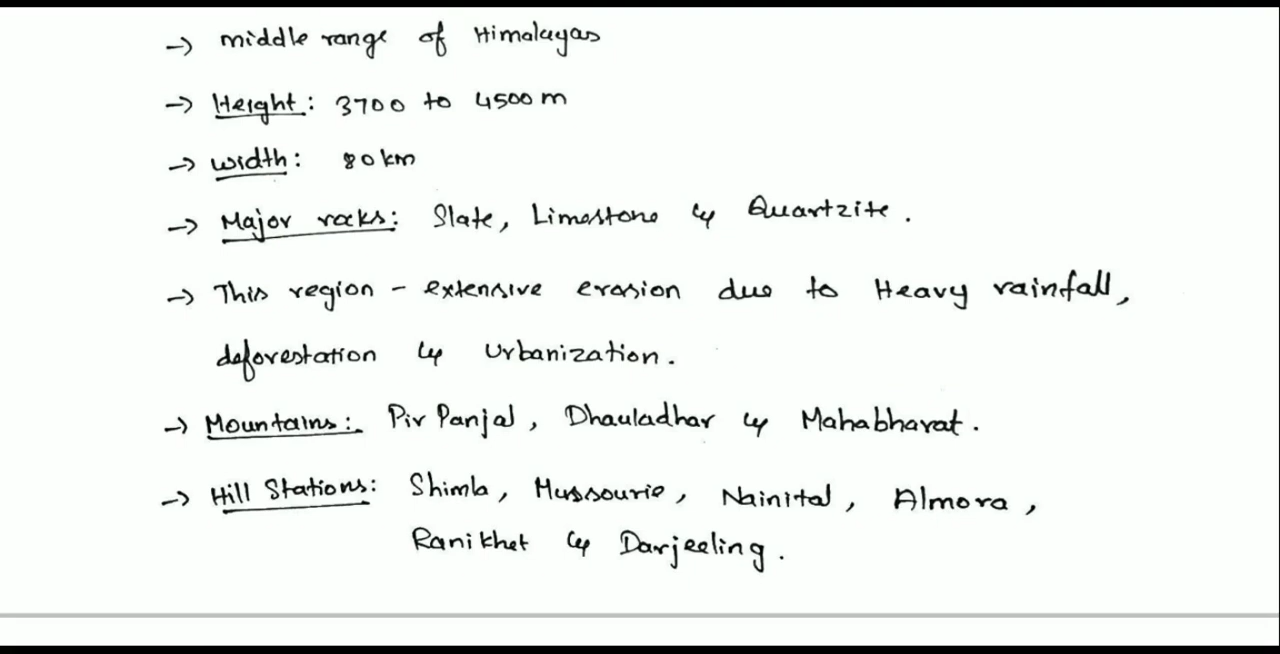 → middle range of Himalayas
→ Height: 3700 to 4500 m
→ width: 80 km
→ Major rocks: Slate, Limestone & Quartzite.
→ This region - extensive erosion due to Heavy rainfall,
deforestation & Urbanization.
→ Mountains: Pir Panjal, Dhauladhar & Mahabharat.
→ Hill Stations: Shimla, Mussourie, Nainital, Almora,
Ranikhet & Darjeeling.